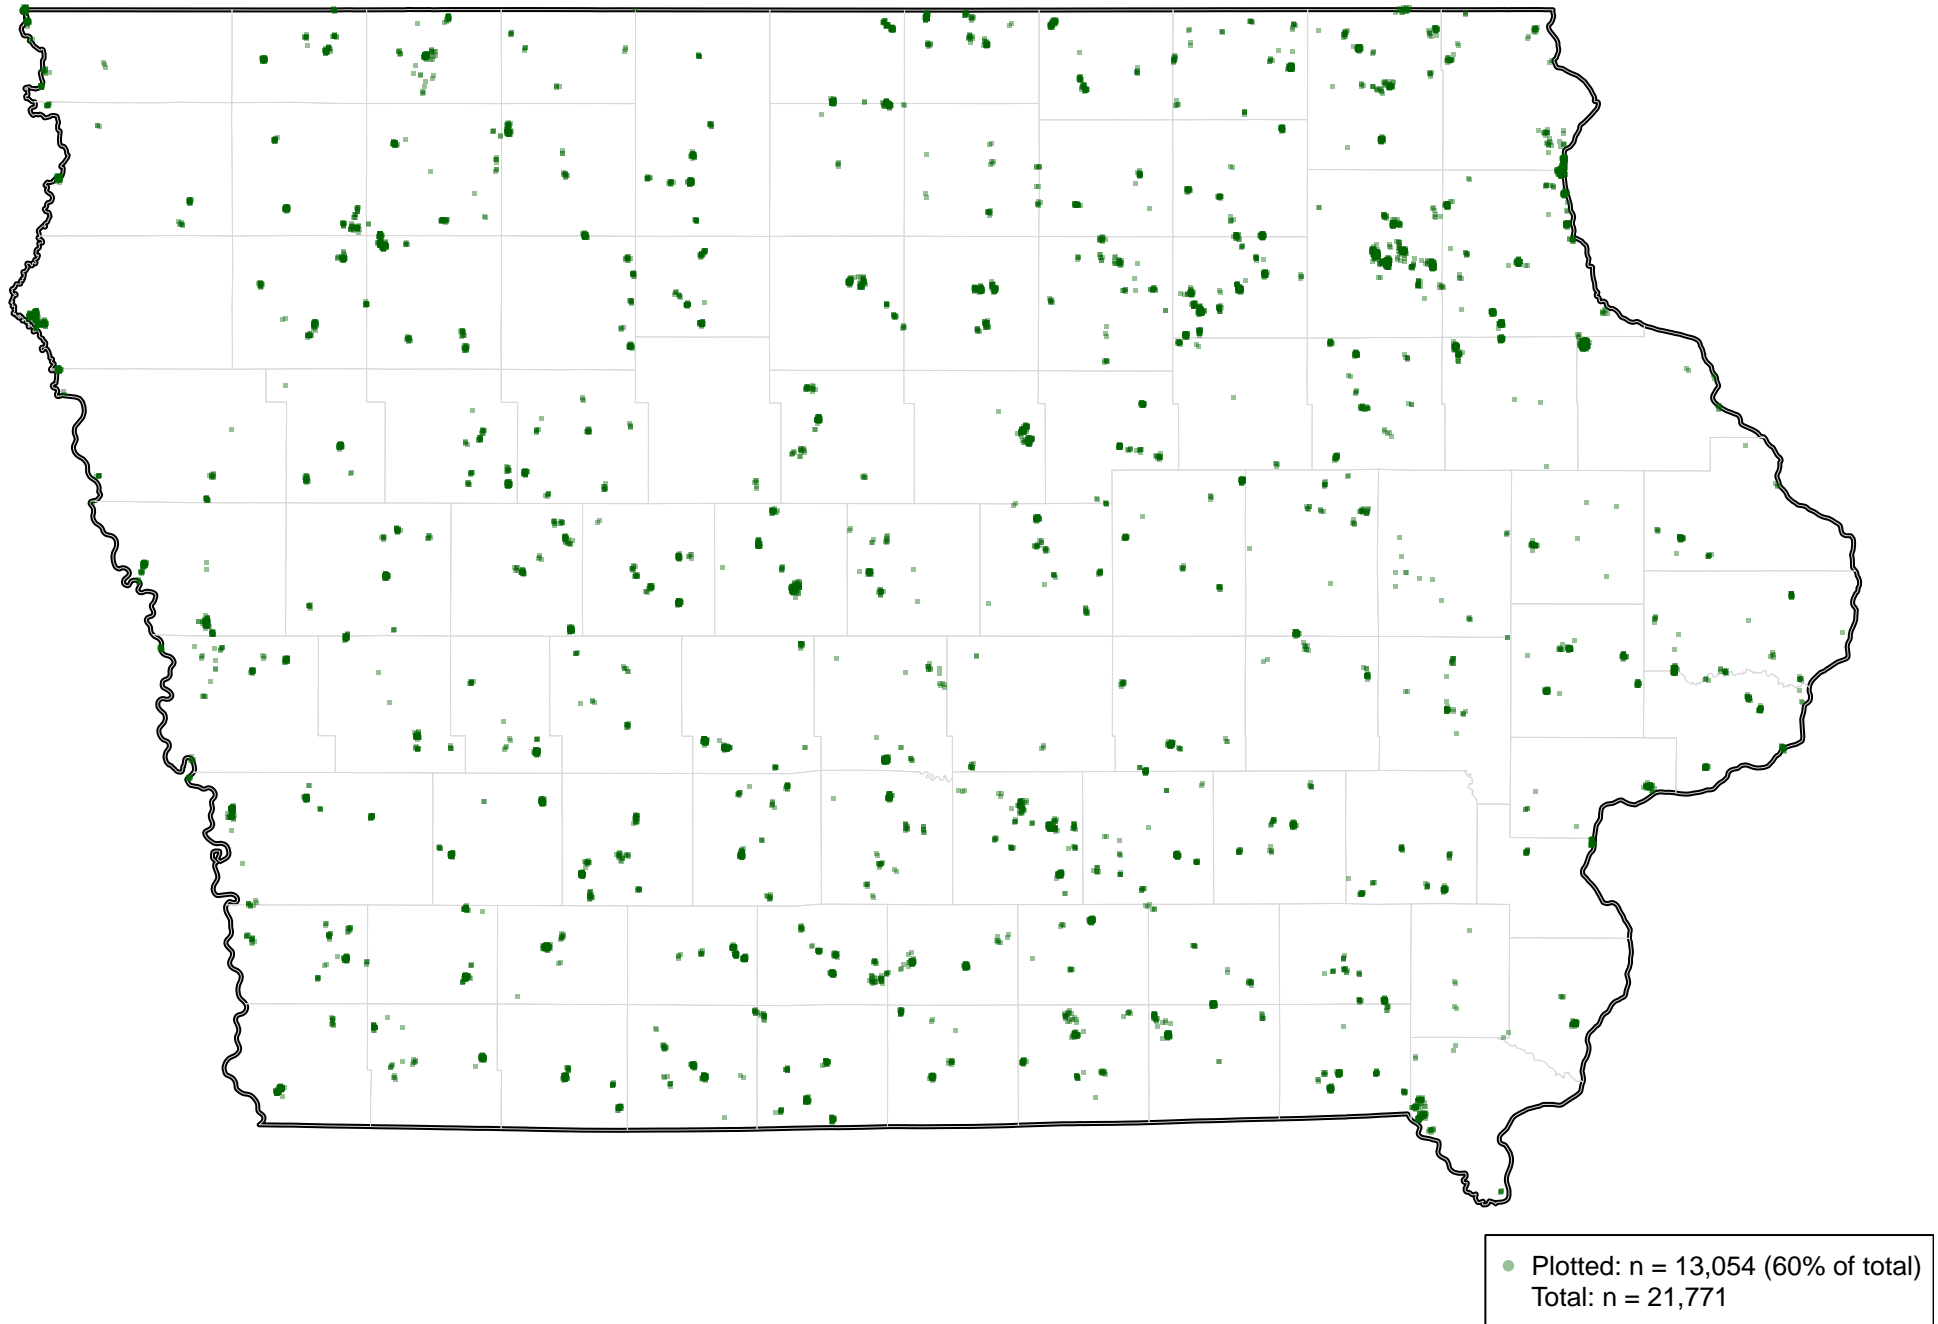 Plotted: n = 13,054 (60% of total)
Total: n = 21,771